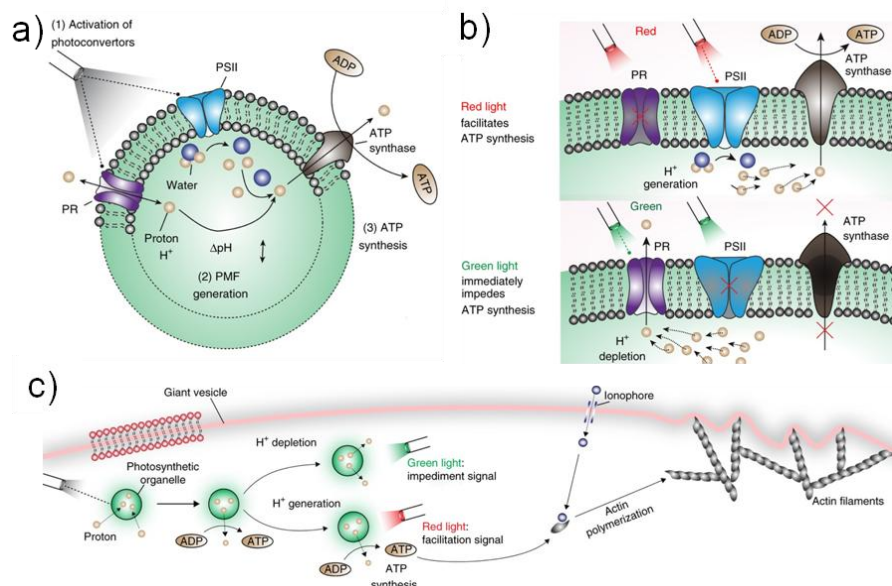 a)
(1) Activation of
photoconvertors
PSII
ADP
ATP
synthase
ATP
Water
PR
Proton
H+
ΔpH
(3) ATP
synthesis
(2) PMF
generation
b)
Red
ADP
ATP
ATP
synthase
PR
PSII
Red light
facilitates
ATP synthesis
H+
generation
Green
PR
PSII
ATP
synthase
Green light
immediately
impedes
ATP synthesis
H+
depletion
c)
Giant vesicle
Ionophore
H+ depletion
Photosynthetic
organelle
Green light:
impediment signal
H+ generation
Proton
ADP
ATP
Red light:
facilitation signal
ADP
ATP
ATP
synthesis
Actin
polymerization
Actin filaments